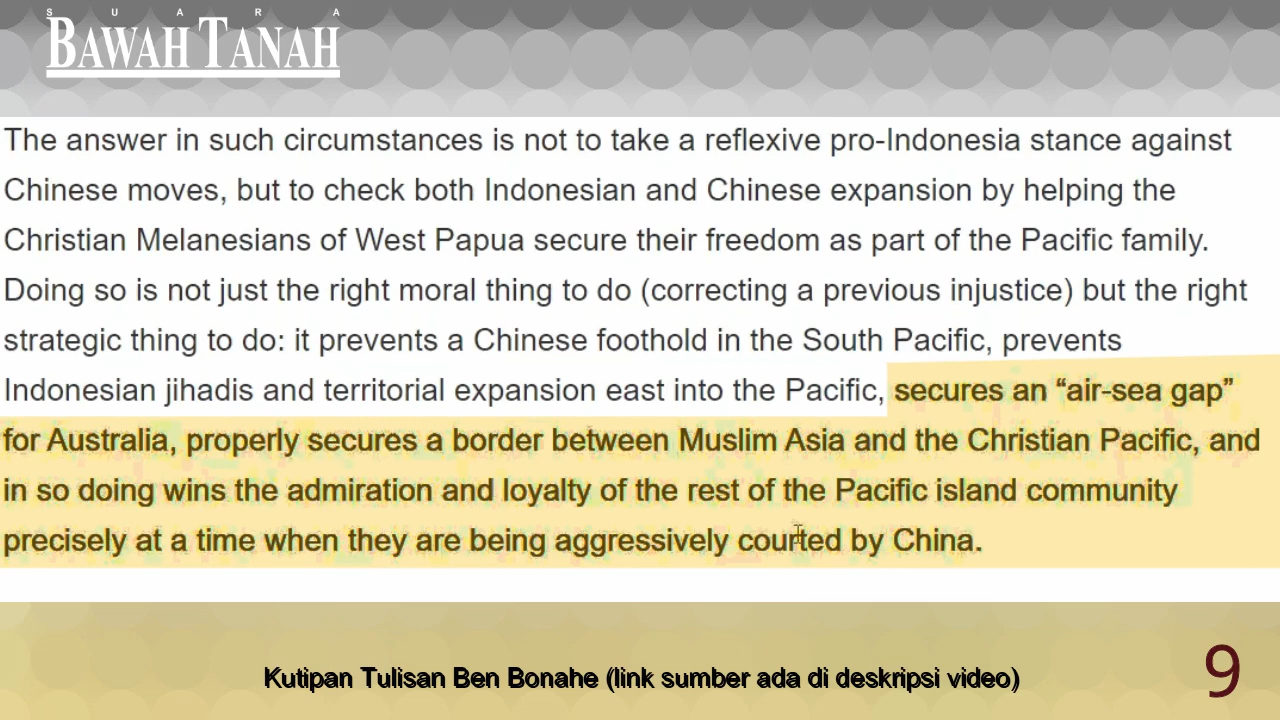 S U A R A
BAWAH TANAH
The answer in such circumstances is not to take a reflexive pro-Indonesia stance against
Chinese moves, but to check both Indonesian and Chinese expansion by helping the
Christian Melanesians of West Papua secure their freedom as part of the Pacific family.
Doing so is not just the right moral thing to do (correcting a previous injustice) but the right
strategic thing to do: it prevents a Chinese foothold in the South Pacific, prevents
Indonesian jihadis and territorial expansion east into the Pacific, secures an “air-sea gap”
for Australia, properly secures a border between Muslim Asia and the Christian Pacific, and
in so doing wins the admiration and loyalty of the rest of the Pacific island community
precisely at a time when they are being aggressively courted by China.
Kutipan Tulisan Ben Bonahe (link sumber ada di deskripsi video)
9